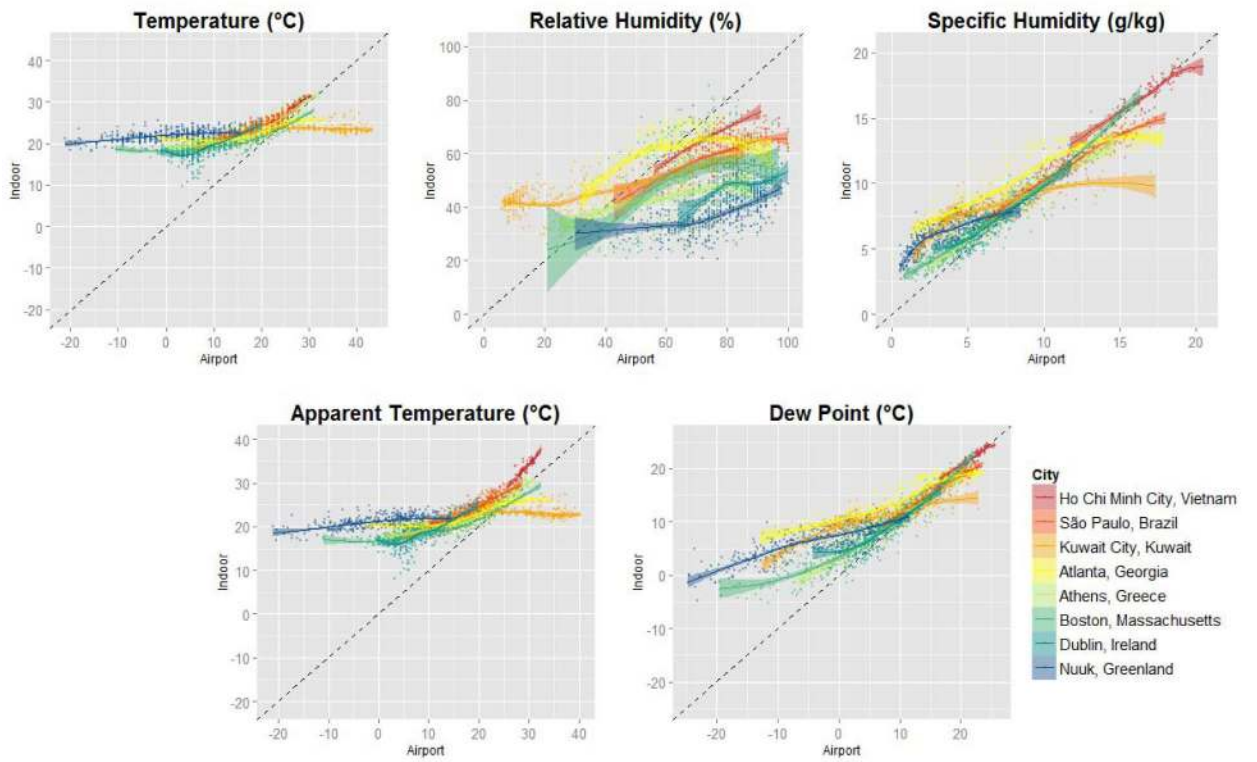 Temperature (°C)
Relative Humidity (%)
Specific Humidity (g/kg)
40
30
20
10
0
-10
-20
Indoor
-20
-10
0
10
20
30
40
Airport
100
80
60
40
20
0
Indoor
0
20
40
60
80
100
Airport
20
15
10
5
0
Indoor
5
10
15
20
Airport
Apparent Temperature (°C)
Dew Point (°C)
40
30
20
10
0
-10
-20
Indoor
-20
-10
0
10
20
30
40
Airport
20
10
0
-10
-20
Indoor
-20
-10
0
10
20
Airport
City
Ho Chi Minh City, Vietnam
São Paulo, Brazil
Kuwait City, Kuwait
Atlanta, Georgia
Athens, Greece
Boston, Massachusetts
Dublin, Ireland
Nuuk, Greenland